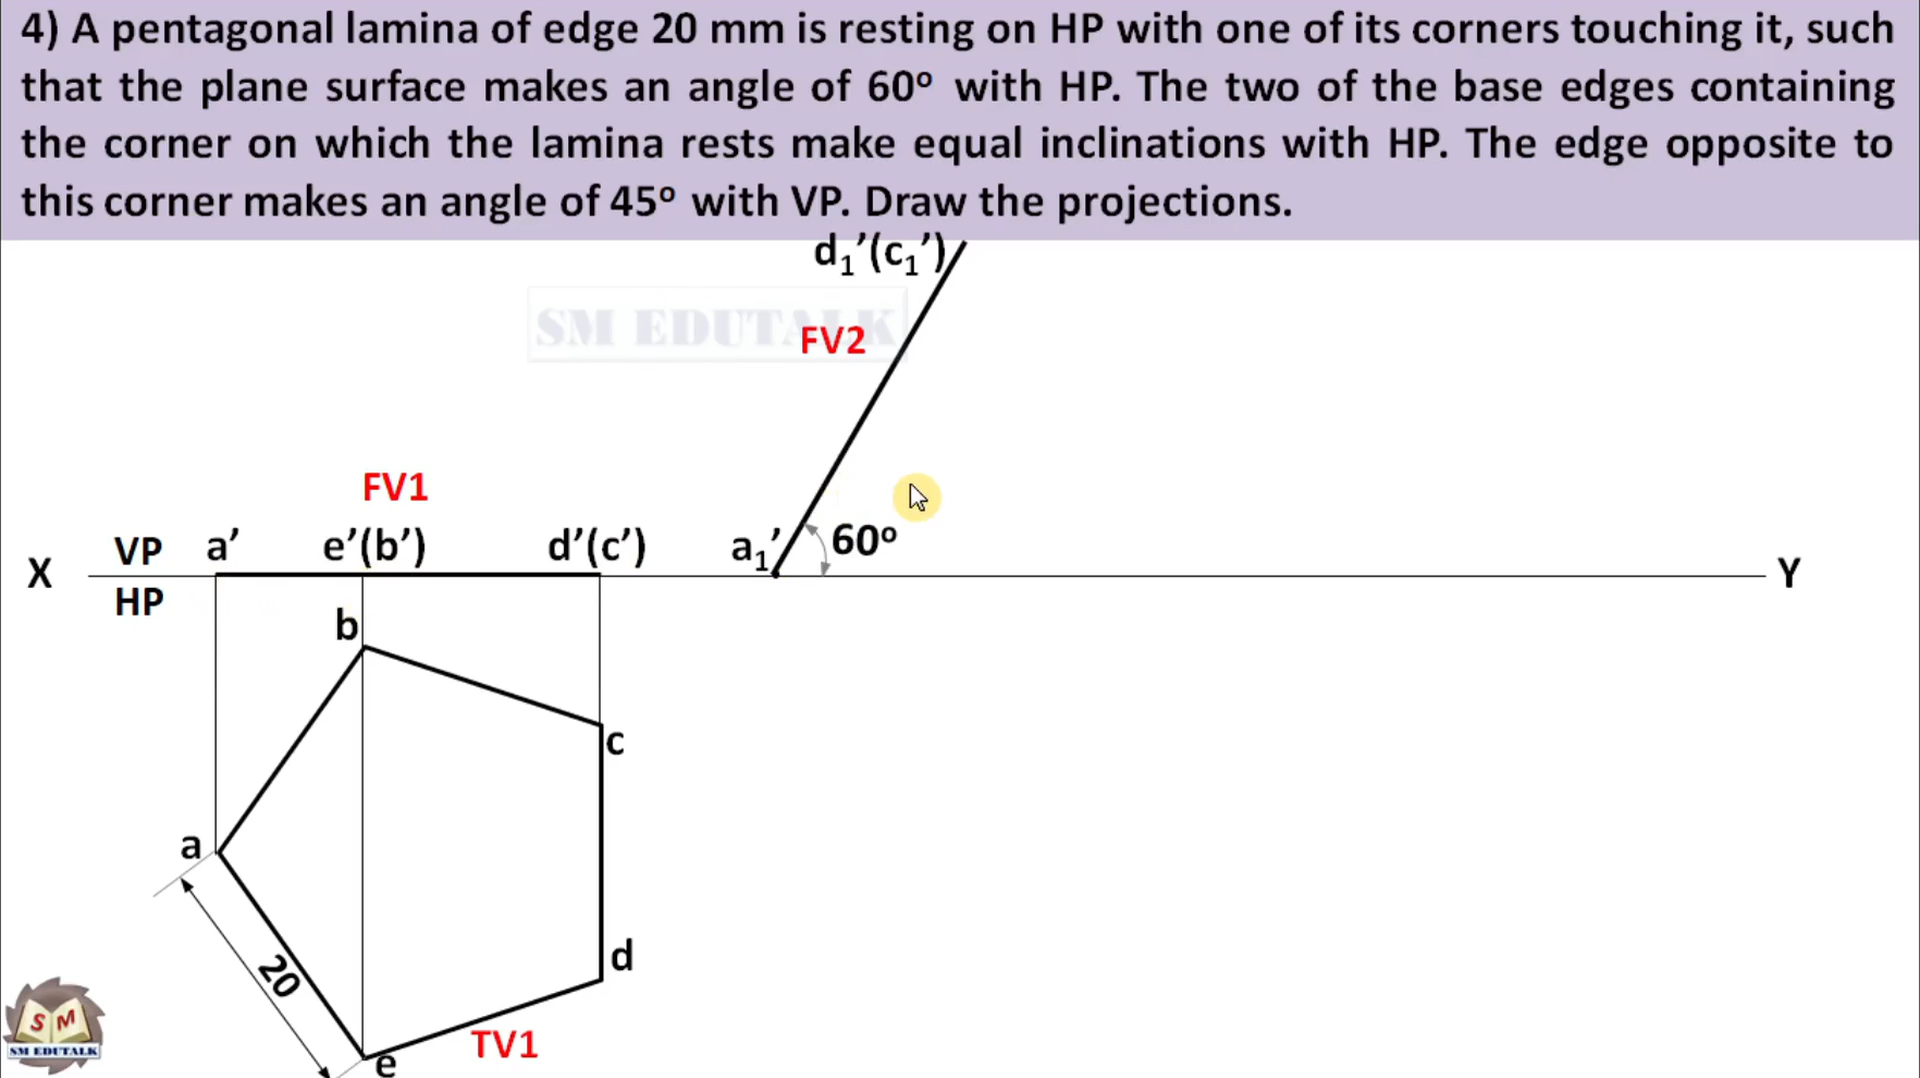 4) A pentagonal lamina of edge 20 mm is resting on HP with one of its corners touching it, such
that the plane surface makes an angle of 60º with HP. The two of the base edges containing
the corner on which the lamina rests make equal inclinations with HP. The edge opposite to
this corner makes an angle of 45º with VP. Draw the projections.
d₁’(c₁’)
SM EDUTALK
FV2
FV1
VP a’ e’(b’) d’(c’) a₁’ 60º
X Y
HP
b
c
a
d
20
TV1
e
S M
SM EDUTALK